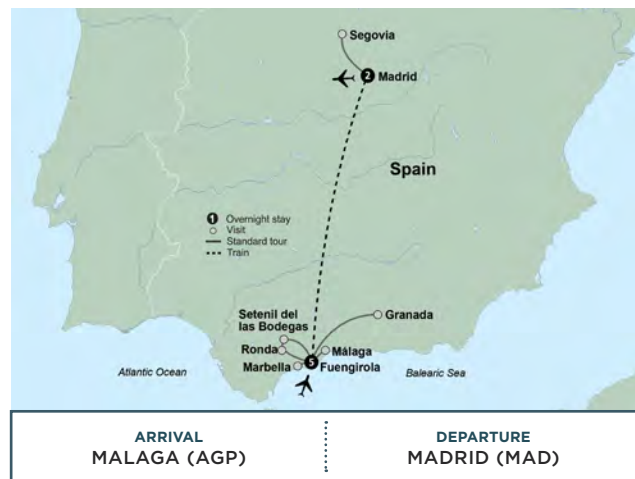 Segovia
2 Madrid
Spain
1 Overnight stay
Visit
Standard tour
Train
Setenil del
las Bodegas
Granada
Ronda
Málaga
Marbella
5 Fuengirola
Atlantic Ocean
Balearic Sea
ARRIVAL
MALAGA (AGP)
DEPARTURE
MADRID (MAD)